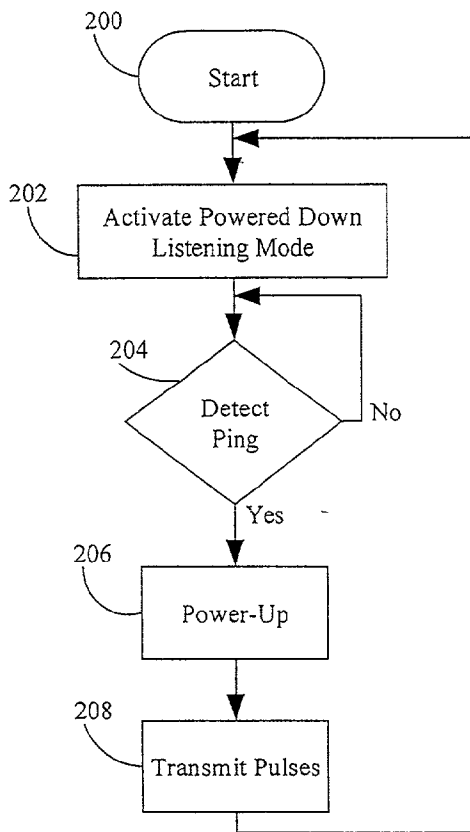 200
Start
202
Activate Powered Down
Listening Mode
204
Detect
Ping
No
Yes
206
Power-Up
208
Transmit Pulses